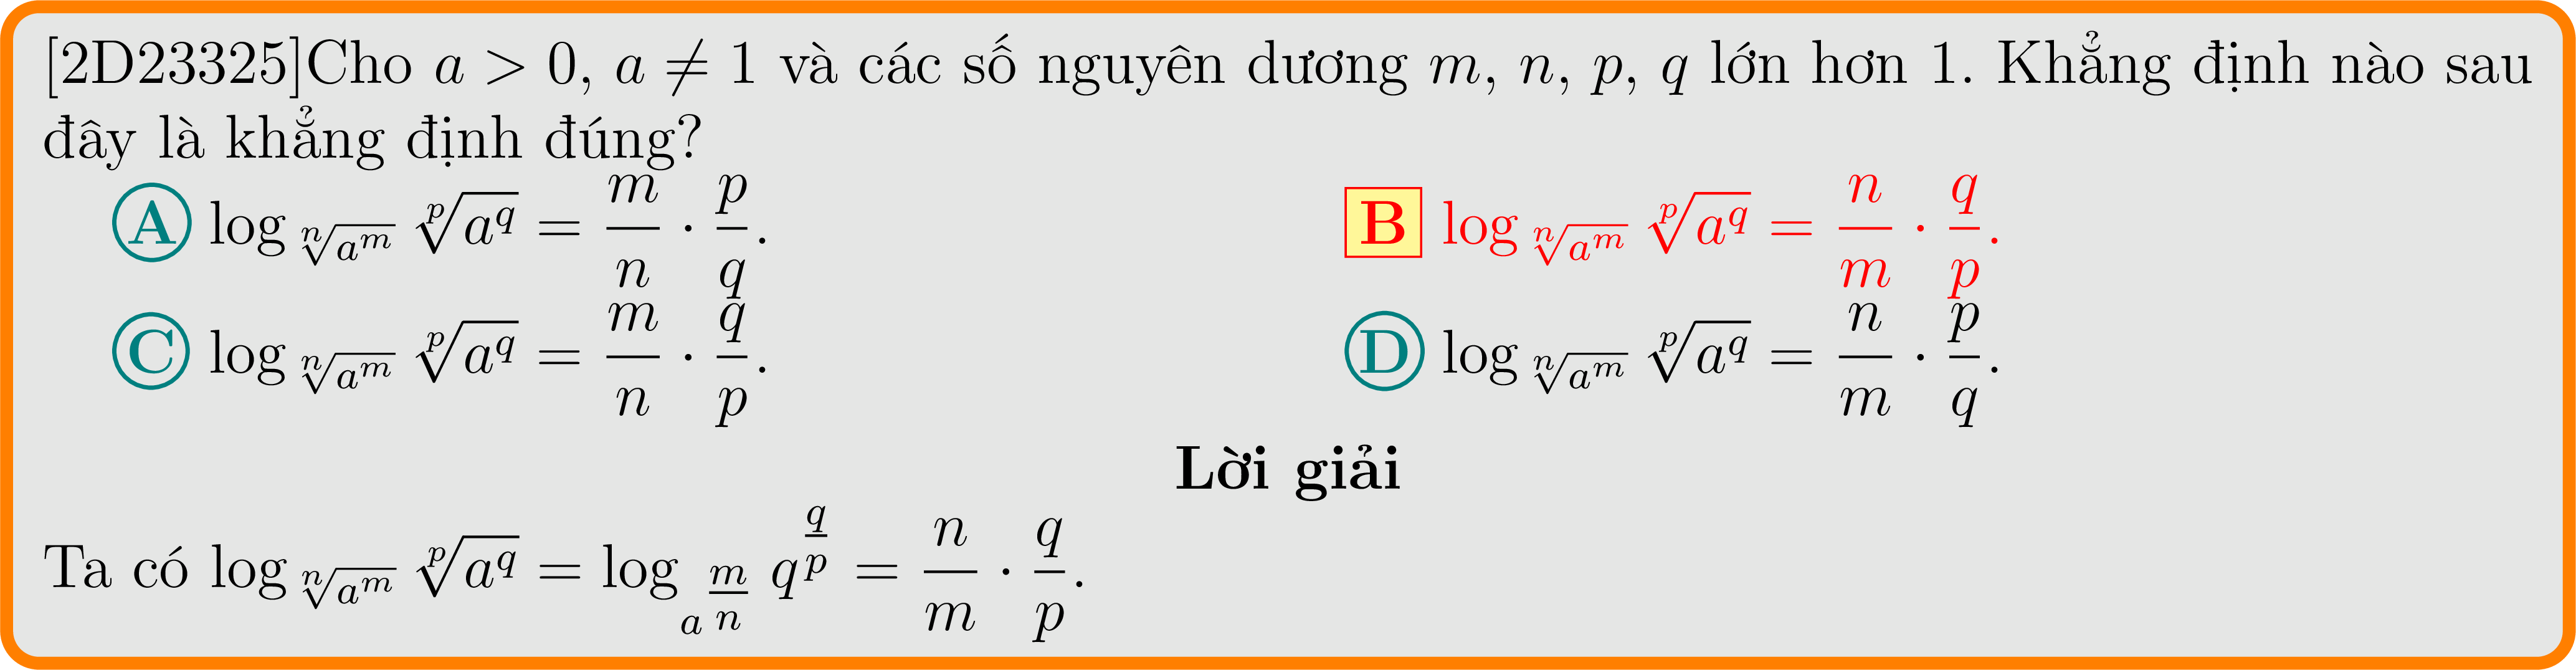 [2D23325]Cho $a > 0$, $a \neq 1$ và các số nguyên dương $m$, $n$, $p$, $q$ lớn hơn 1. Khẳng định nào sau
đây là khẳng định đúng?
A $\log_{\sqrt[n]{a^m}} \sqrt[p]{a^q} = \frac{m}{n} \cdot \frac{p}{q}$. B $\log_{\sqrt[n]{a^m}} \sqrt[p]{a^q} = \frac{n}{m} \cdot \frac{q}{p}$.
C $\log_{\sqrt[n]{a^m}} \sqrt[p]{a^q} = \frac{m}{n} \cdot \frac{q}{p}$. D $\log_{\sqrt[n]{a^m}} \sqrt[p]{a^q} = \frac{n}{m} \cdot \frac{p}{q}$.
Lời giải
Ta có $\log_{\sqrt[n]{a^m}} \sqrt[p]{a^q} = \log_{a^{\frac{m}{n}}} q^{\frac{q}{p}} = \frac{n}{m} \cdot \frac{q}{p}$.